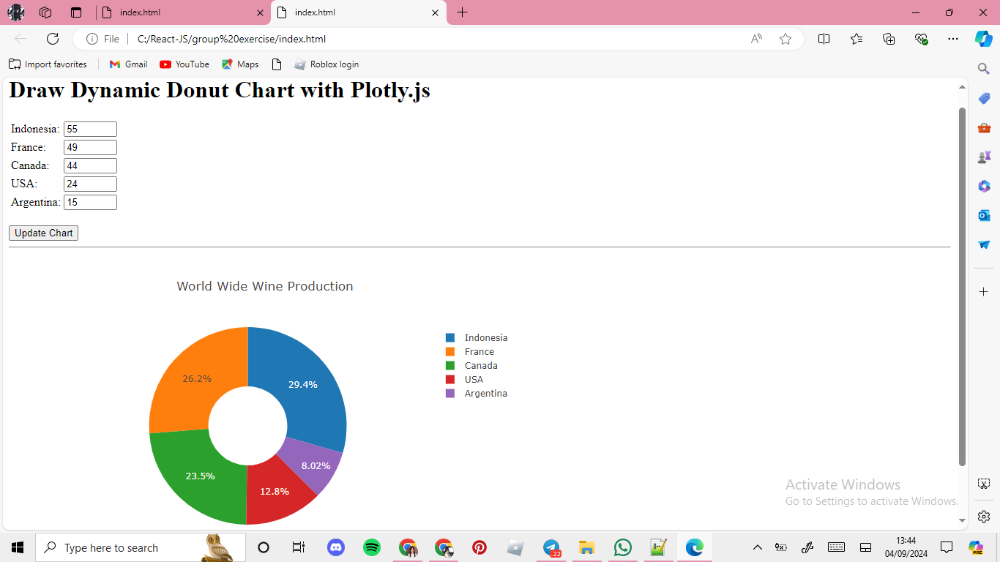 index.html
index.html
File
C:/React-JS/group%20exercise/index.html
Import favorites
Gmail
YouTube
Maps
Roblox login
Draw Dynamic Donut Chart with Plotly.js
Indonesia: 55
France: 49
Canada: 44
USA: 24
Argentina: 15
Update Chart
World Wide Wine Production
Indonesia
France
Canada
USA
Argentina
26.2%
29.4%
8.02%
23.5%
12.8%
Activate Windows
Go to Settings to activate Windows.
Type here to search
22
13:44
04/09/2024
PRE